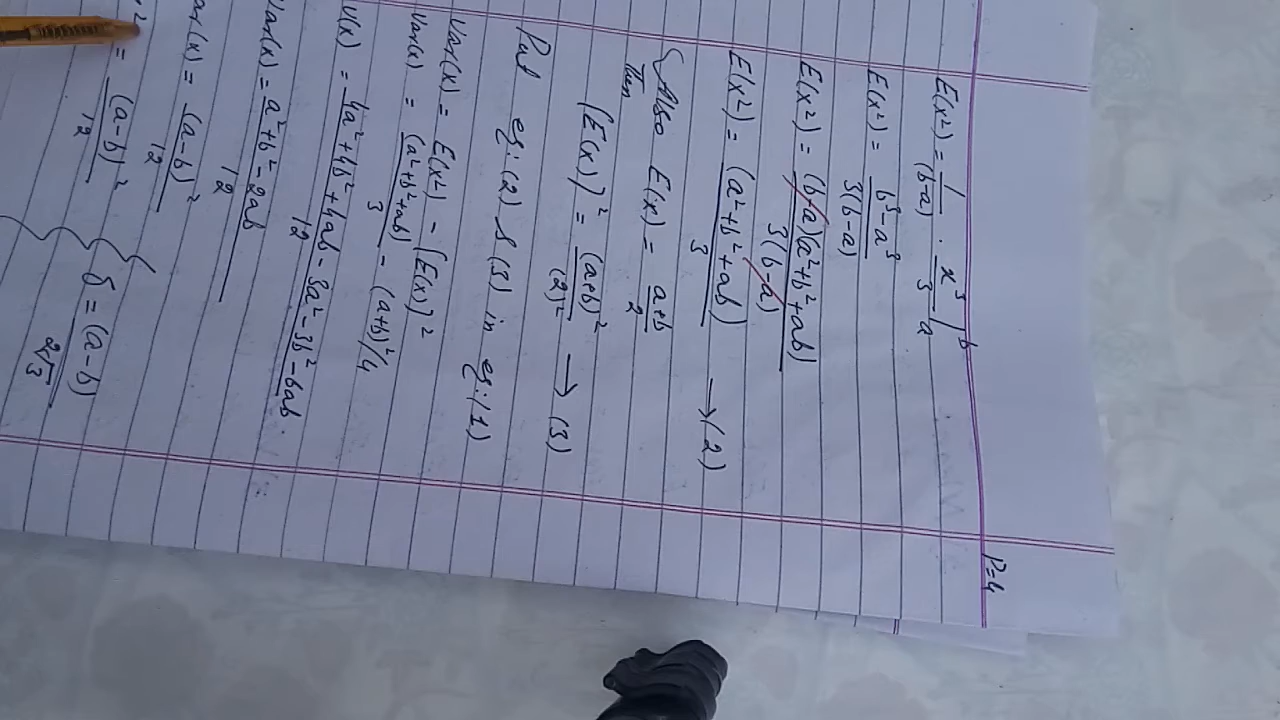 P=4
E(x²) = 1/(b-a) · x³/3 |ᵇₐ
E(x²) = b³-a³/3(b-a)
E(x²) = (b-a)(a²+b²+ab)/3(b-a)
E(x²) = (a²+b²+ab)/3 → (2)
Also E(x) = a+b/2
Then
[E(x)]² = (a+b)²/(2)² → (3)
Put eq:(2) & (3) in eq:(1)
Var(x) = E(x²) - [E(x)]²
Var(x) = (a²+b²+ab)/3 - (a+b)²/4
V(x) = 4a²+4b²+4ab-3a²-3b²-6ab/12.
Var(x) = a²+b²-2ab/12
Var(x) = (a-b)²/12
² = (a-b)²/12
δ = (a-b)/2√3